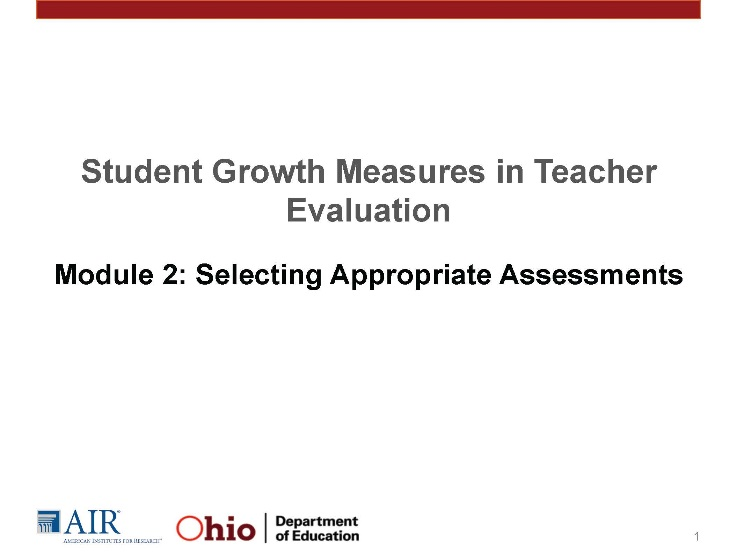 Student Growth Measures in Teacher
Evaluation
Module 2: Selecting Appropriate Assessments
AIR®
AMERICAN INSTITUTES FOR RESEARCH™
Ohio
Department
of Education
1